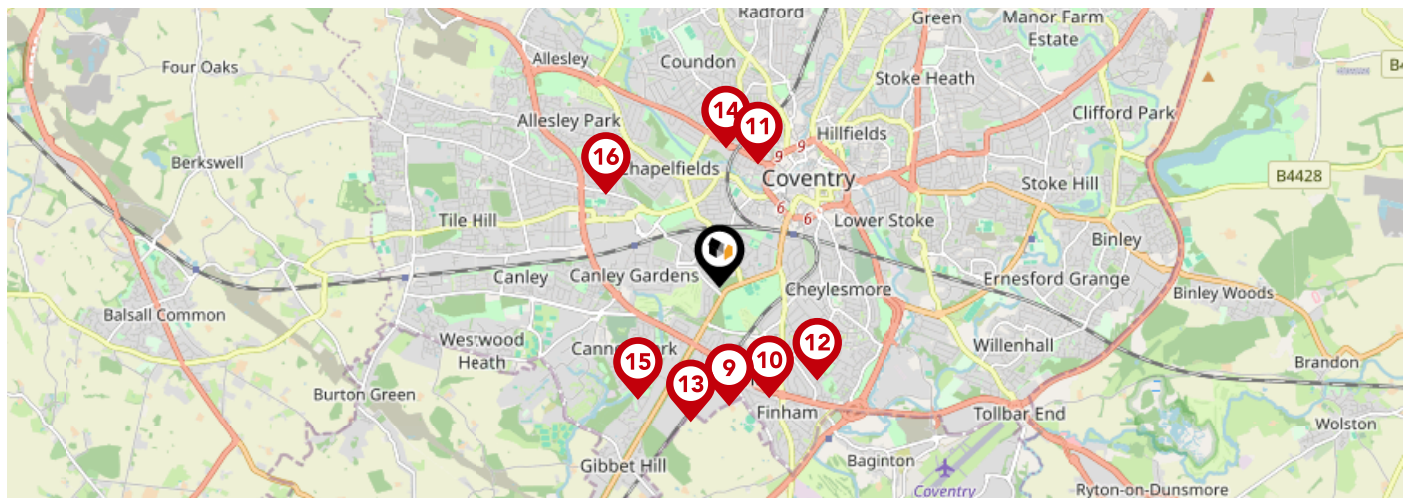 Radford
Green
Manor Farm
Estate
Allesley
Coundon
Four Oaks
B4
Stoke Heath
Allesley Park
14
11
Hillfields
Clifford Park
9
9
Berkswell
16
Chapelfields
Coventry
Stoke Hill
B4428
6
6
Tile Hill
Lower Stoke
Binley
Canley
Canley Gardens
Cheylesmore
Ernesford Grange
Binley Woods
Balsall Common
Westwood
Heath
Willenhall
15
13
9
10
12
Brandon
Burton Green
Finham
Tollbar End
Wolston
Gibbet Hill
Baginton
Coventry
Ryton-on-Dunsmore